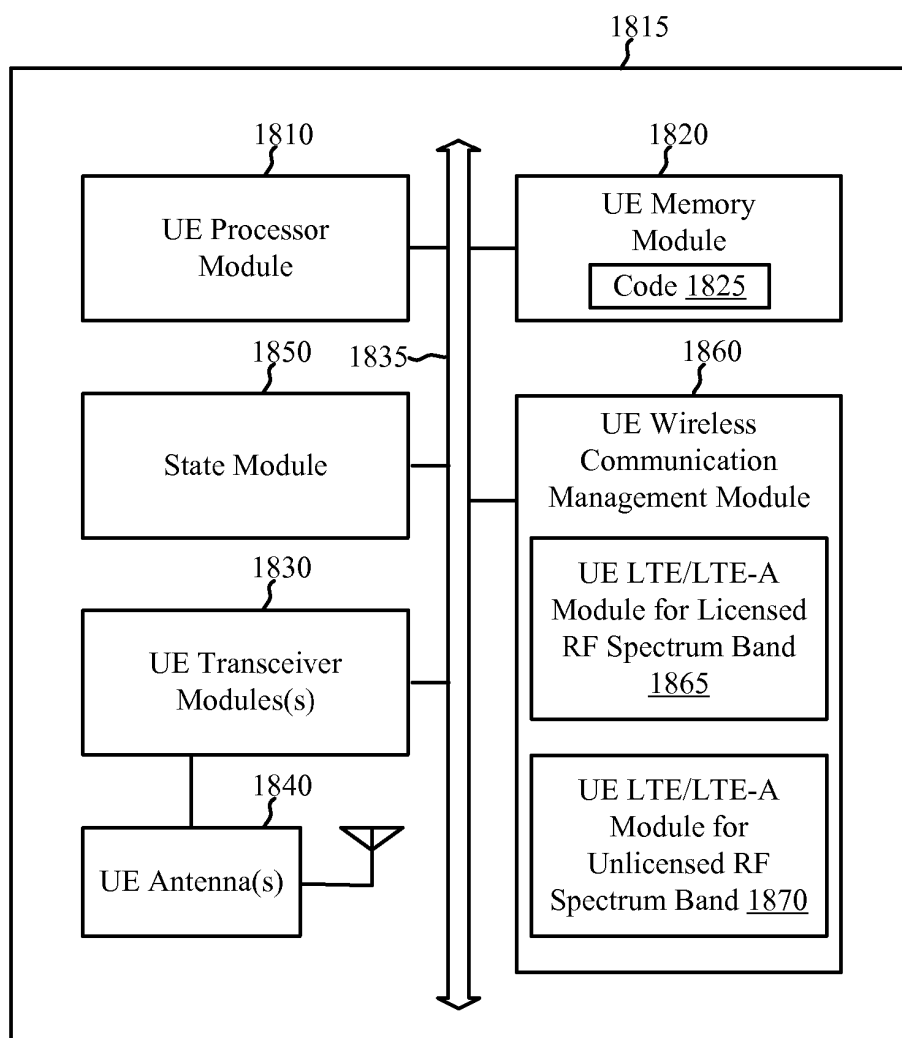 1815
1810
UE Processor
Module
1820
UE Memory
Module
Code 1825
1850
State Module
1835
1860
UE Wireless
Communication
Management Module
UE LTE/LTE-A
Module for Licensed
RF Spectrum Band
1865
UE LTE/LTE-A
Module for
Unlicensed RF
Spectrum Band 1870
1830
UE Transceiver
Modules(s)
1840
UE Antenna(s)